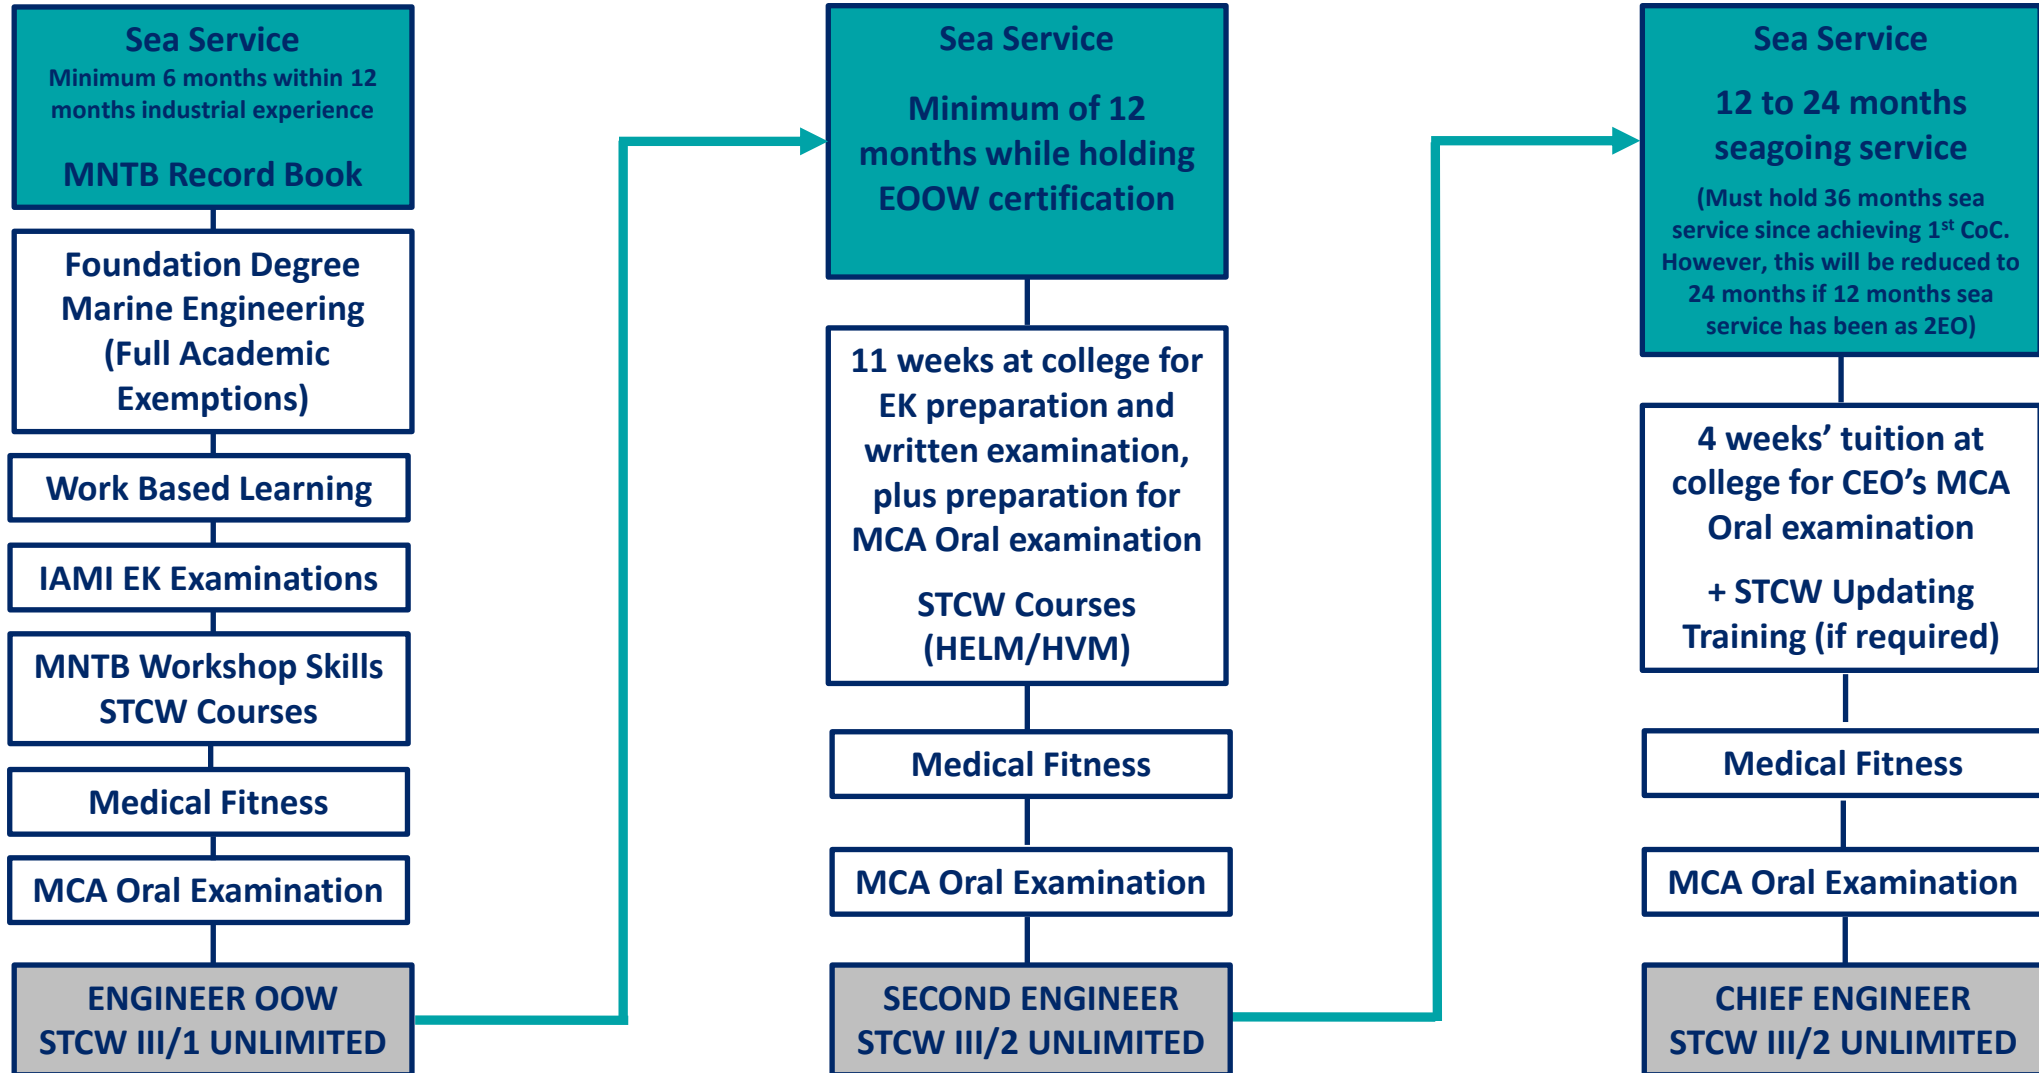 Sea Service
Minimum 6 months within 12
months industrial experience
MNTB Record Book
Foundation Degree
Marine Engineering
(Full Academic
Exemptions)
Work Based Learning
IAMI EK Examinations
MNTB Workshop Skills
STCW Courses
Medical Fitness
MCA Oral Examination
ENGINEER OOW
STCW III/1 UNLIMITED
Sea Service
Minimum of 12
months while holding
EOOW certification
11 weeks at college for
EK preparation and
written examination,
plus preparation for
MCA Oral examination
STCW Courses
(HELM/HVM)
Medical Fitness
MCA Oral Examination
SECOND ENGINEER
STCW III/2 UNLIMITED
Sea Service
12 to 24 months
seagoing service
(Must hold 36 months sea
service since achieving 1st CoC.
However, this will be reduced to
24 months if 12 months sea
service has been as 2EO)
4 weeks’ tuition at
college for CEO’s MCA
Oral examination
+ STCW Updating
Training (if required)
Medical Fitness
MCA Oral Examination
CHIEF ENGINEER
STCW III/2 UNLIMITED